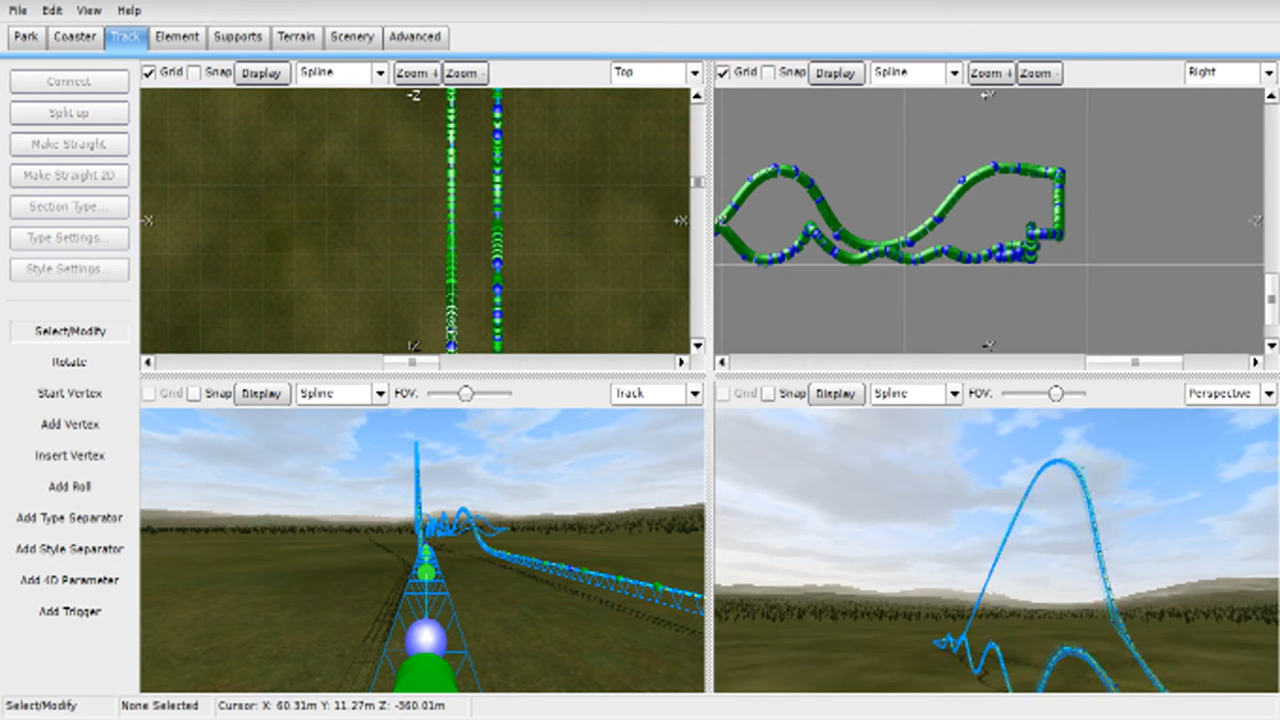 File Edit View Help
Park Coaster Track Element Supports Terrain Scenery Advanced
Grid Snap Display Spline Zoom + Zoom - Top
Grid Snap Display Spline Zoom + Zoom - Right
Connect
Split up
Make Straight
Make Straight 2D
Section Type...
Type Settings...
Style Settings...
Select/Modify
Rotate
Start Vertex
Add Vertex
Insert Vertex
Add Roll
Add Type Separator
Add Style Separator
Add 4D Parameter
Add Trigger
-Z
-X
+X
+Y
-Y
Grid Snap Display Spline FOV: Track
Grid Snap Display Spline FOV: Perspective
Select/Modify None Selected Cursor: X: 60.31m Y: 11.27m Z: -360.01m